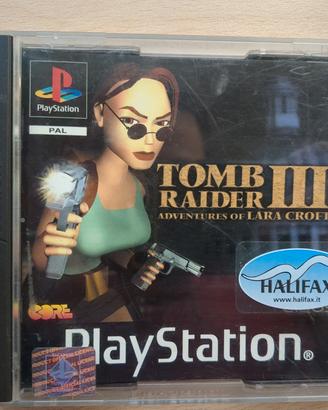 PlayStation
PAL
TOMB
RAIDER III
ADVENTURES OF LARA CROFT
HALIFAX
www.halifax.it
CORE
PlayStation®